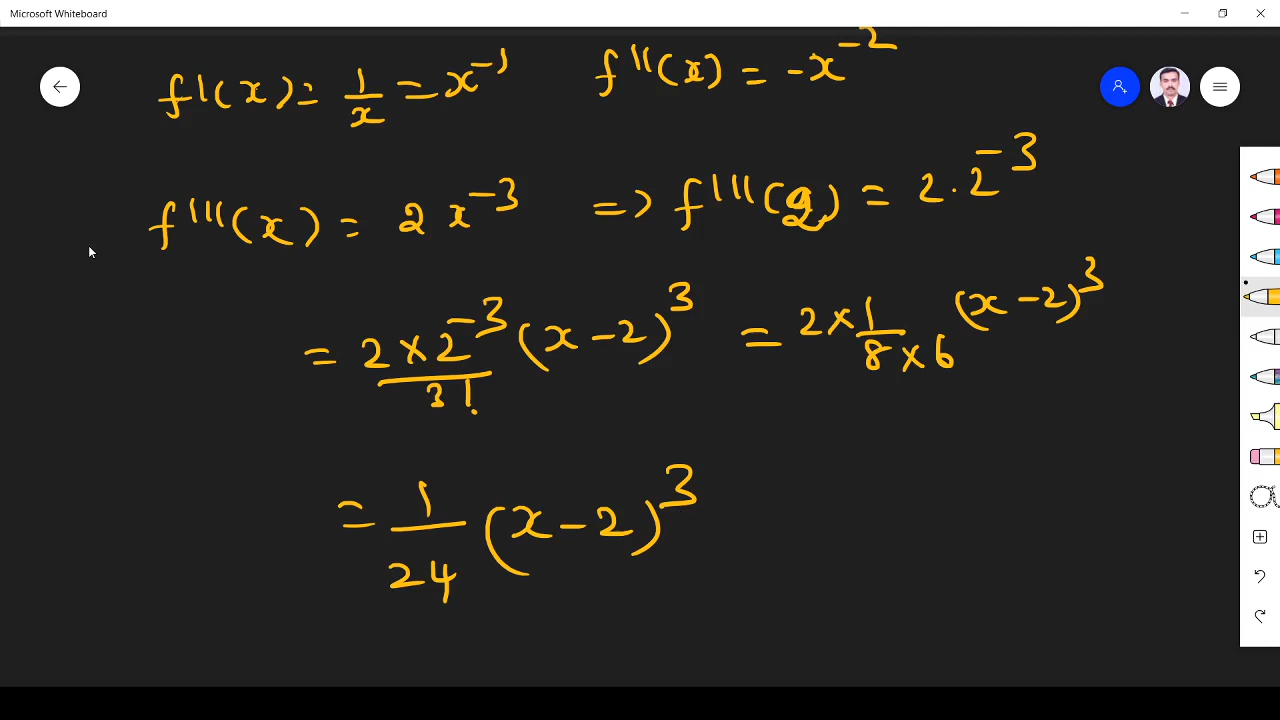 Microsoft Whiteboard
f'(x) = 1/x = x^-1    f''(x) = -x^-2
f'''(x) = 2 x^-3    => f'''(2) = 2 · 2^-3
= 2 × 2^-3 / 3! (x - 2)^3 = 2 × 1 / 8 × 6 (x - 2)^3
= 1/24 (x - 2)^3